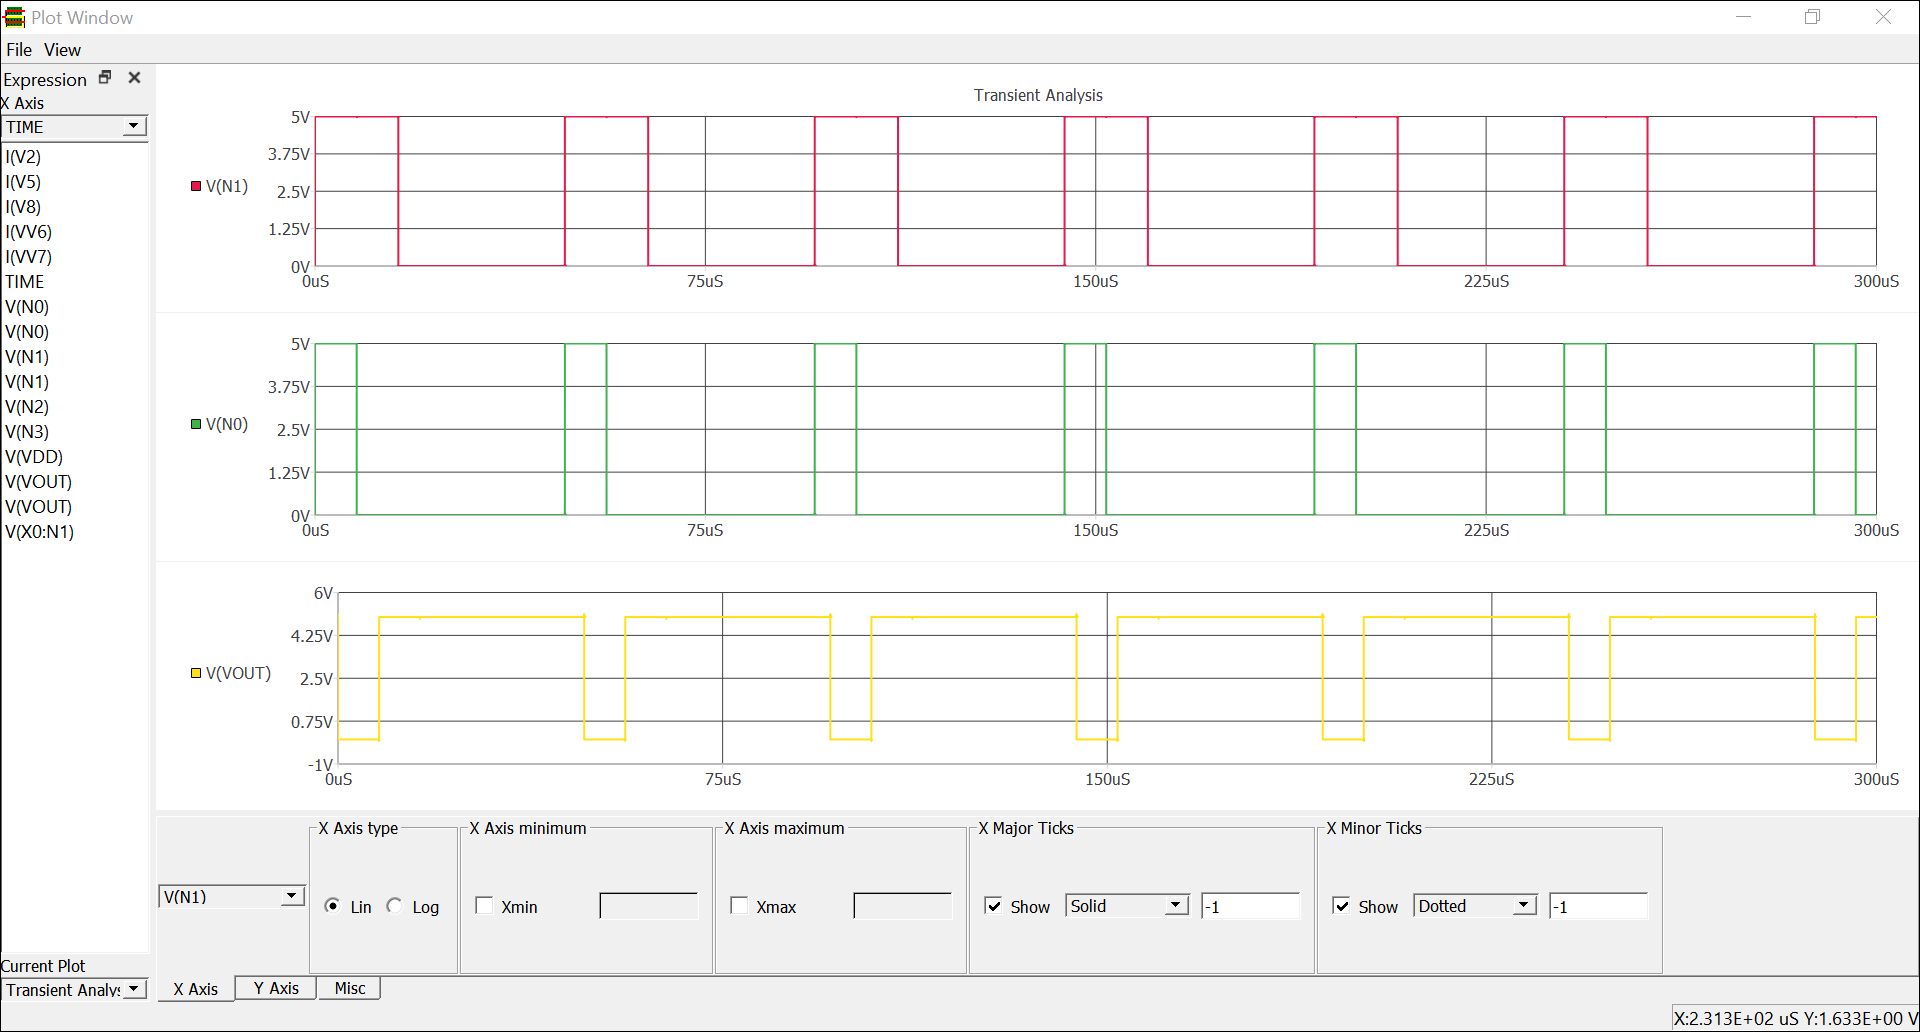 Plot Window
File View
Expression
X Axis
TIME
I(V2)
I(V5)
I(V8)
I(VV6)
I(VV7)
TIME
V(N0)
V(N0)
V(N1)
V(N1)
V(N2)
V(N3)
V(VDD)
V(VOUT)
V(VOUT)
V(X0:N1)
Current Plot
Transient Analys
Transient Analysis
V(N1)
5V
3.75V
2.5V
1.25V
0V
0uS 75uS 150uS 225uS 300uS
V(N0)
5V
3.75V
2.5V
1.25V
0V
0uS 75uS 150uS 225uS 300uS
V(VOUT)
6V
4.25V
2.5V
0.75V
-1V
0uS 75uS 150uS 225uS 300uS
V(N1)
X Axis type
Lin Log
X Axis minimum
Xmin
X Axis maximum
Xmax
X Major Ticks
Show Solid -1
X Minor Ticks
Show Dotted -1
X Axis Y Axis Misc
X:2.313E+02 uS Y:1.633E+00 V